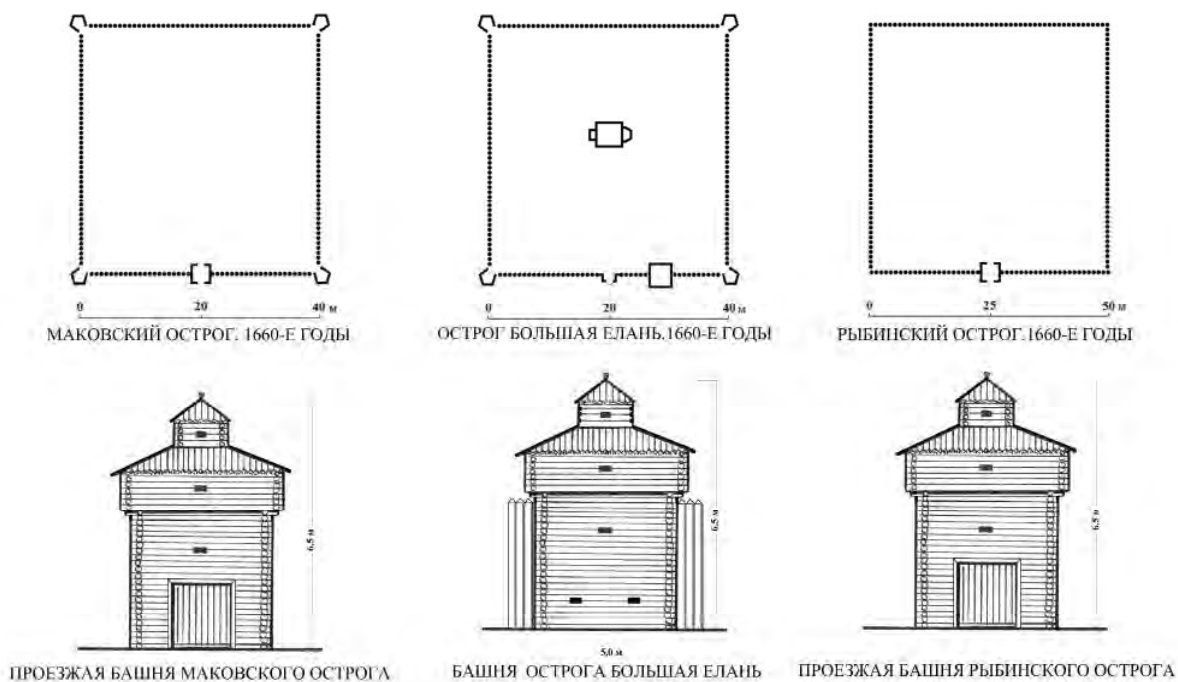 0 20 40 м
МАКОВСКИЙ ОСТРОГ. 1660-Е ГОДЫ
0 20 40 м
ОСТРОГ БОЛЬШАЯ ЕЛАНЬ.1660-Е ГОДЫ
0 25 50 м
РЫБИНСКИЙ ОСТРОГ.1660-Е ГОДЫ
6,5 м
6,5 м
6,5 м
5,0 м
ПРОЕЗЖАЯ БАШНЯ МАКОВСКОГО ОСТРОГА
БАШНЯ ОСТРОГА БОЛЬШАЯ ЕЛАНЬ
ПРОЕЗЖАЯ БАШНЯ РЫБИНСКОГО ОСТРОГА